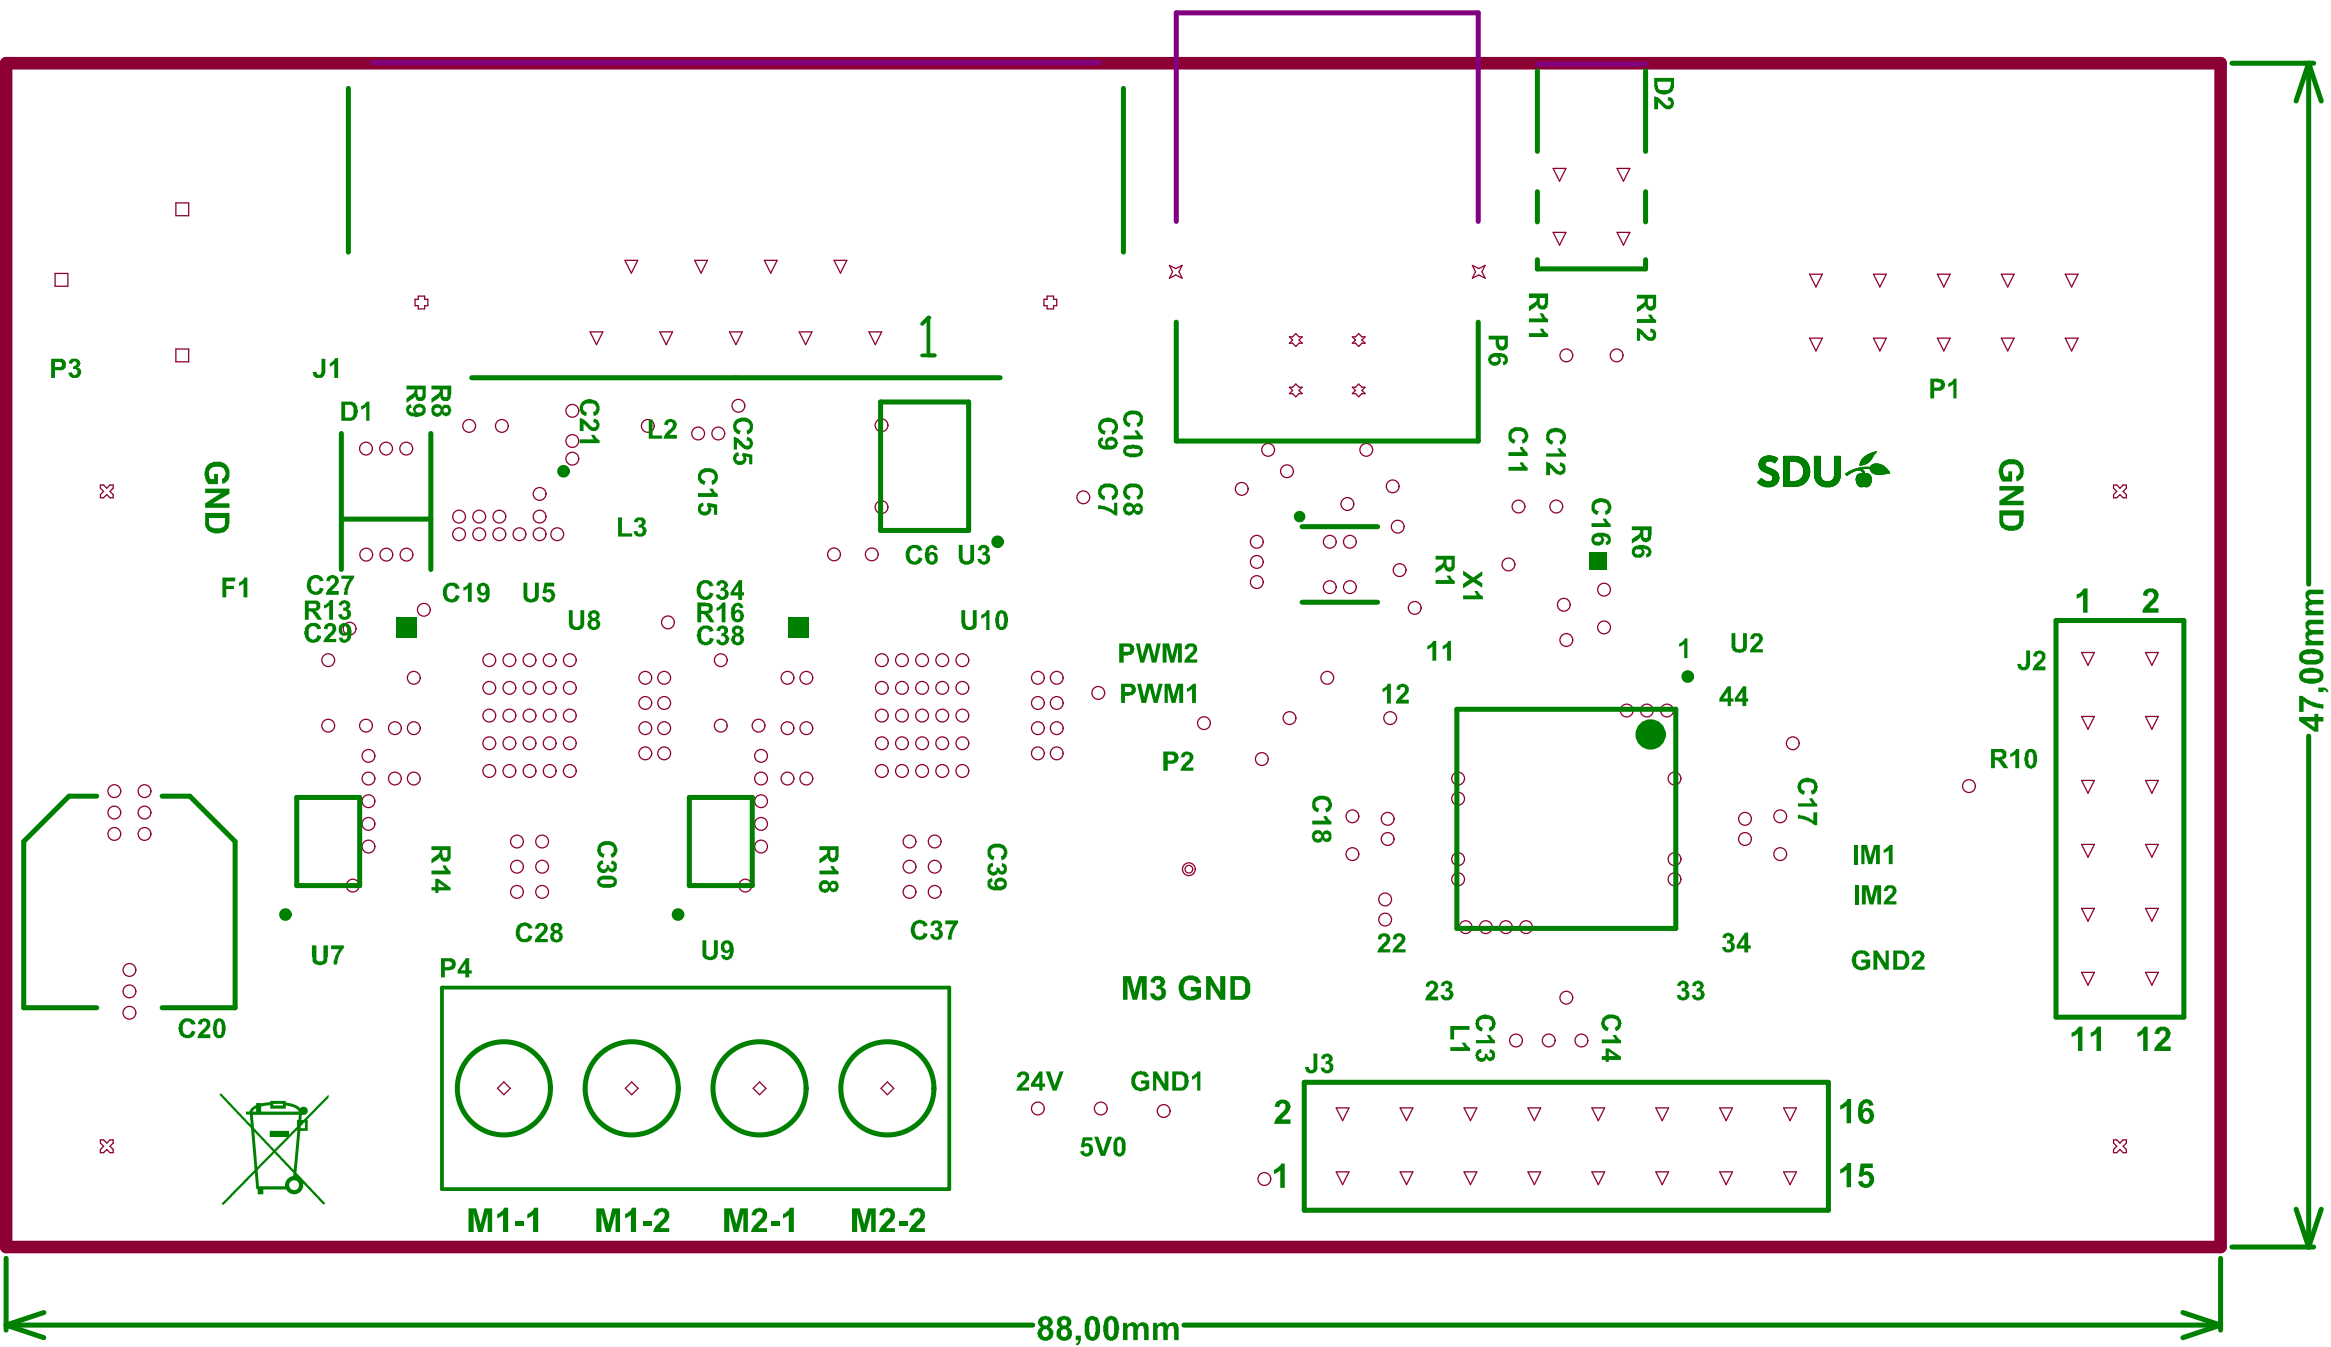 D2
R11
R12
1
P6
P3
J1
P1
D1
R9
R8
C21
L2
C25
C9
C10
C11
C12
SDU
GND
C15
C7
C8
C16
GND
L3
R6
C6
U3
R1
X1
F1
C27
C19
U5
C34
R13
R16
C29
U8
C38
U10
1
2
PWM2
11
1
U2
J2
PWM1
12
44
P2
R10
47,00mm
C18
C17
R14
C30
R18
C39
IM1
IM2
C28
C37
22
34
U7
U9
GND2
P4
M3 GND
23
33
C20
L1
C13
C14
11
12
J3
24V
GND1
2
16
5V0
1
15
M1-1
M1-2
M2-1
M2-2
88,00mm